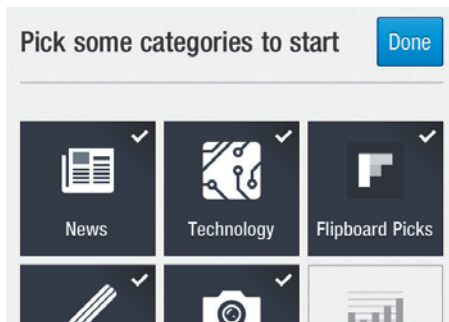 Pick some categories to start
Done
News
Technology
Flipboard Picks